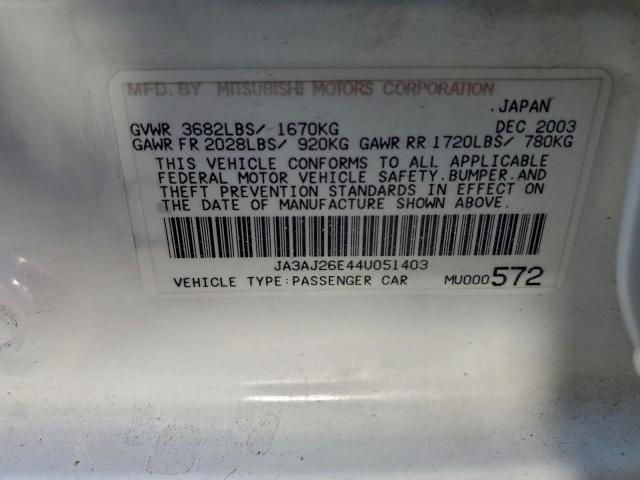 MFD.BY MITSUBISHI MOTORS CORPORATION
.JAPAN
GVWR 3682LBS/ 1670KG DEC 2003
GAWR FR 2028LBS/ 920KG GAWR RR 1720LBS/ 780KG
THIS VEHICLE CONFORMS TO ALL APPLICABLE
FEDERAL MOTOR VEHICLE SAFETY.BUMPER.AND
THEFT PREVENTION STANDARDS IN EFFECT ON
THE DATE OF MANUFACTURE SHOWN ABOVE.
JA3AJ26E44U051403
VEHICLE TYPE:PASSENGER CAR MU000572